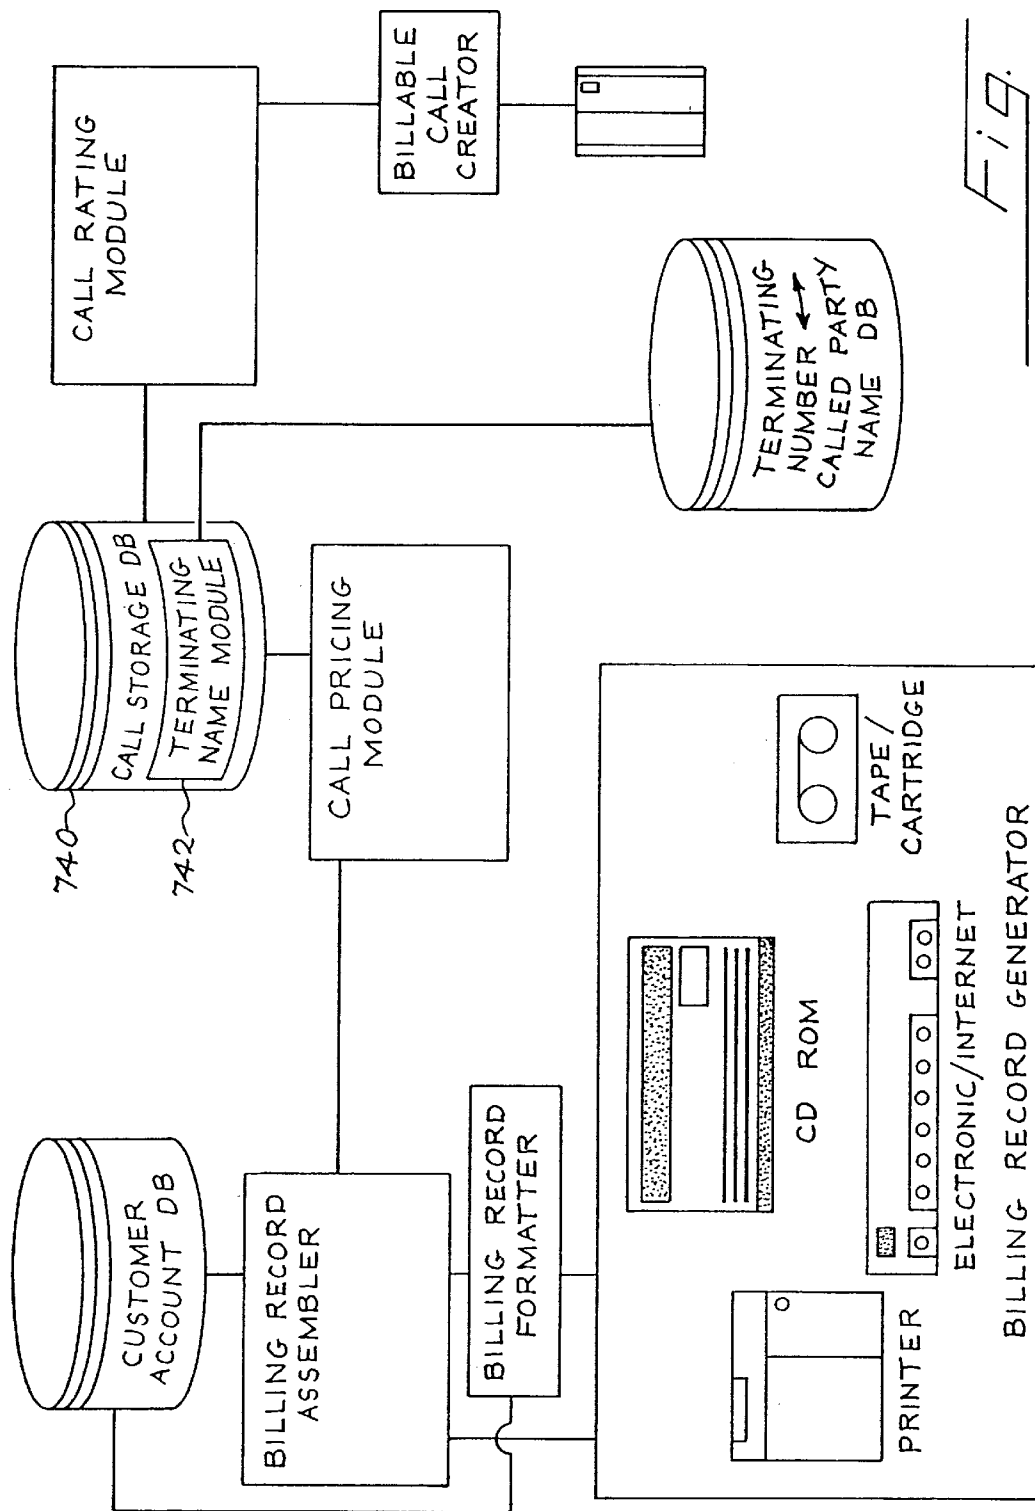 CUSTOMER
ACCOUNT DB
740
742
CALL STORAGE DB
TERMINATING
NAME MODULE
CALL RATING
MODULE
BILLING RECORD
ASSEMBLER
CALL PRICING
MODULE
BILLABLE
CALL
CREATOR
BILLING RECORD
FORMATTER
TERMINATING
NUMBER ↔
CALLED PARTY
NAME DB
PRINTER
CD ROM
ELECTRONIC/INTERNET
TAPE/
CARTRIDGE
BILLING RECORD GENERATOR
Fig.